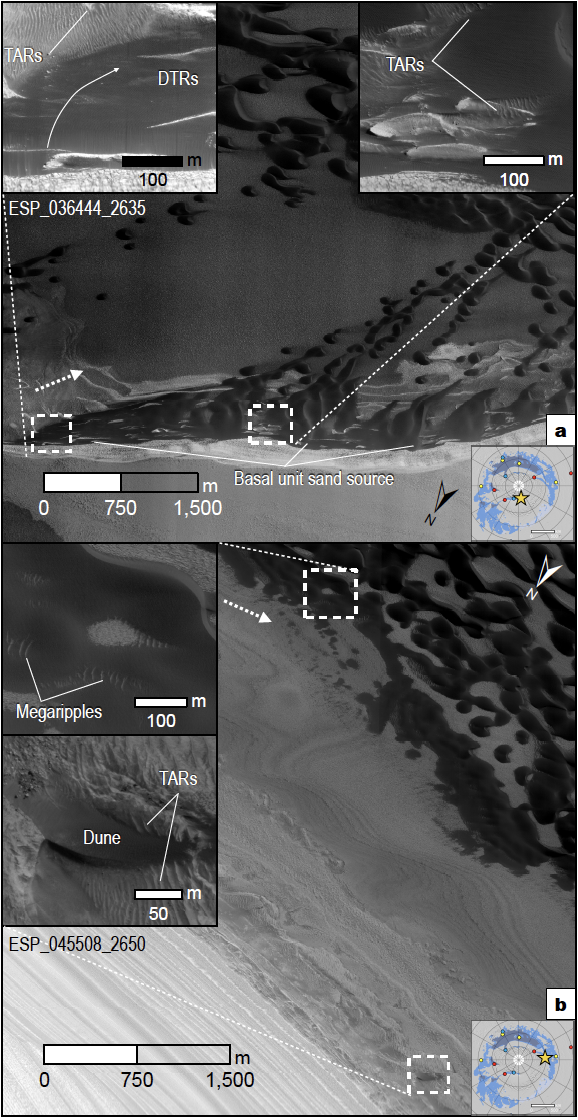 TARs
DTRs
m
100
TARs
m
100
ESP_036444_2635
a
Basal unit sand source
m
0 750 1,500
N
N
Megaripples
m
100
TARs
Dune
m
50
ESP_045508_2650
b
m
0 750 1,500